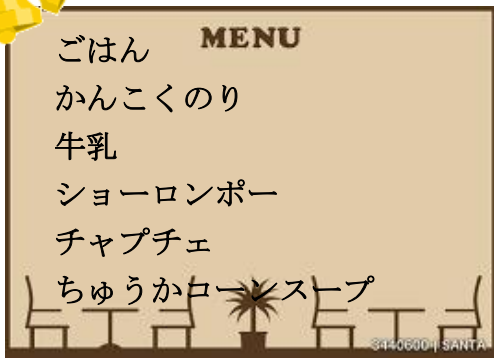 MENU
ごはん
かんこくのり
牛乳
ショーロンポー
チャプチェ
ちゅうかコーンスープ
3440600 | SANTA